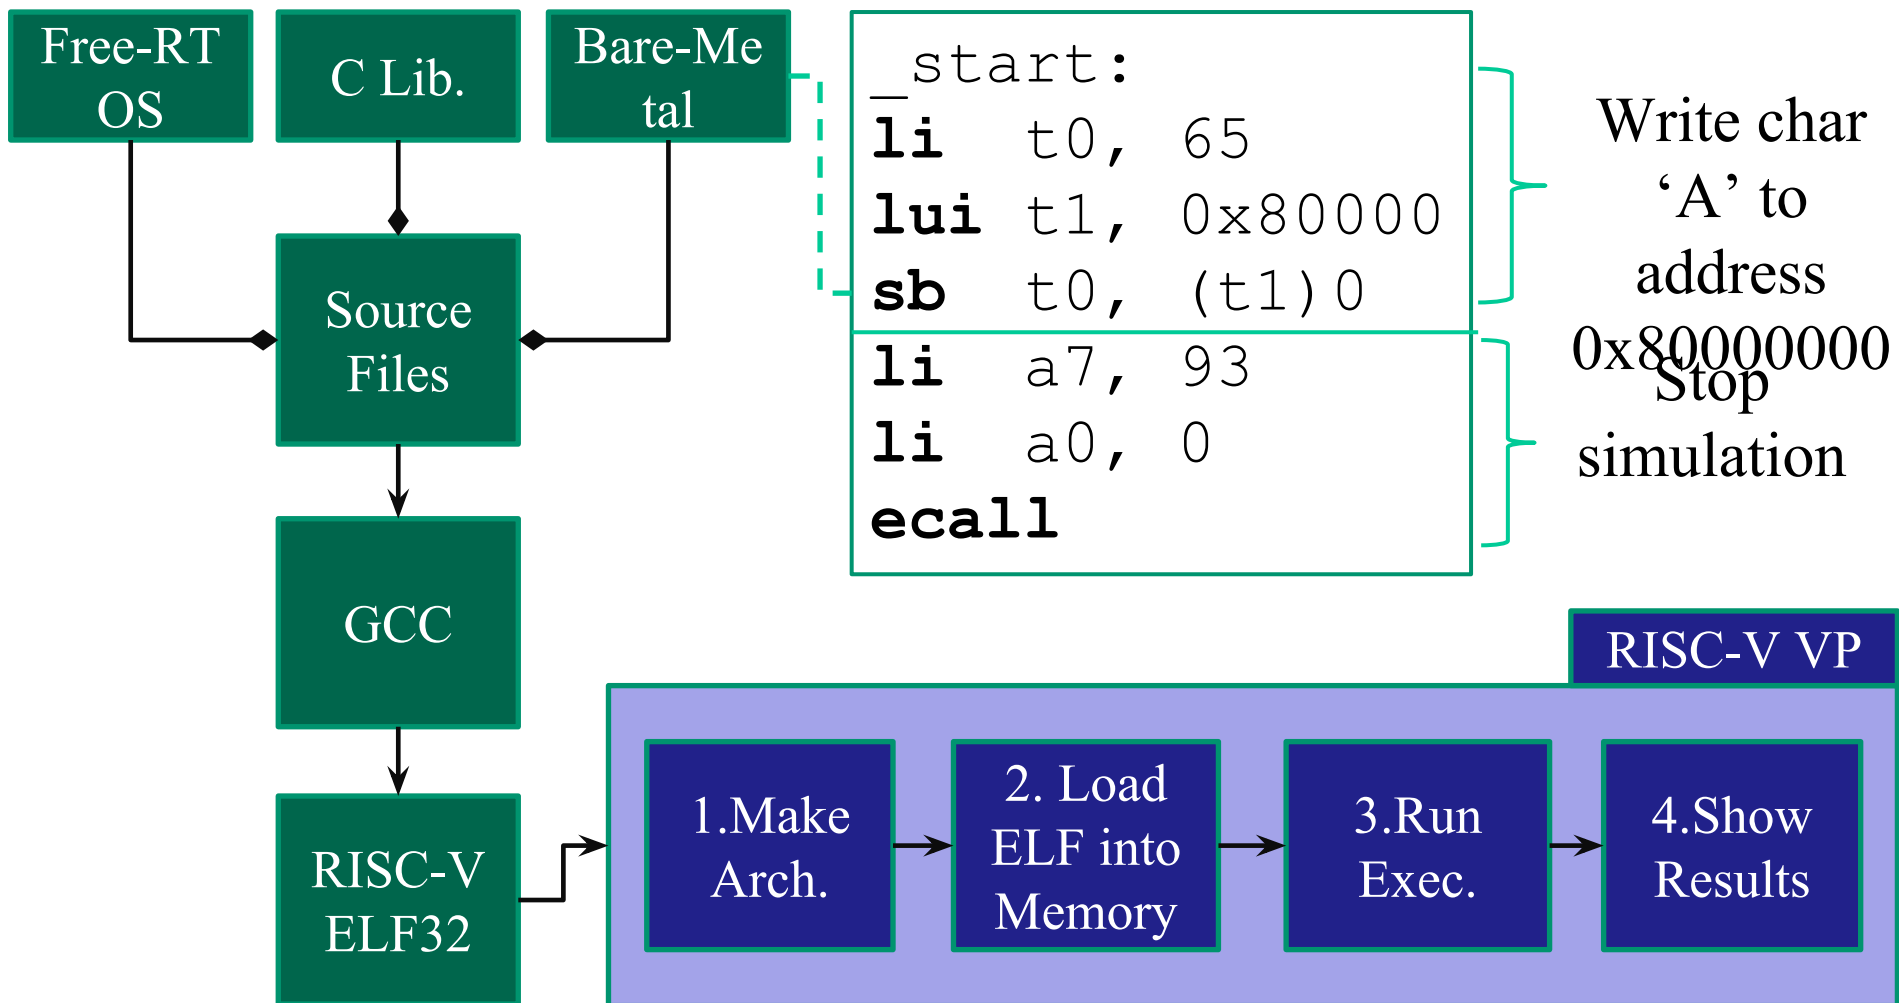 Free-RT
OS
C Lib.
Bare-Me
tal
_start:
li t0, 65
lui t1, 0x80000
sb t0, (t1)0
li a7, 93
li a0, 0
ecall
Write char
‘A’ to
address
0x80000000
Stop
simulation
Source
Files
GCC
RISC-V
ELF32
RISC-V VP
1.Make
Arch.
2. Load
ELF into
Memory
3.Run
Exec.
4.Show
Results